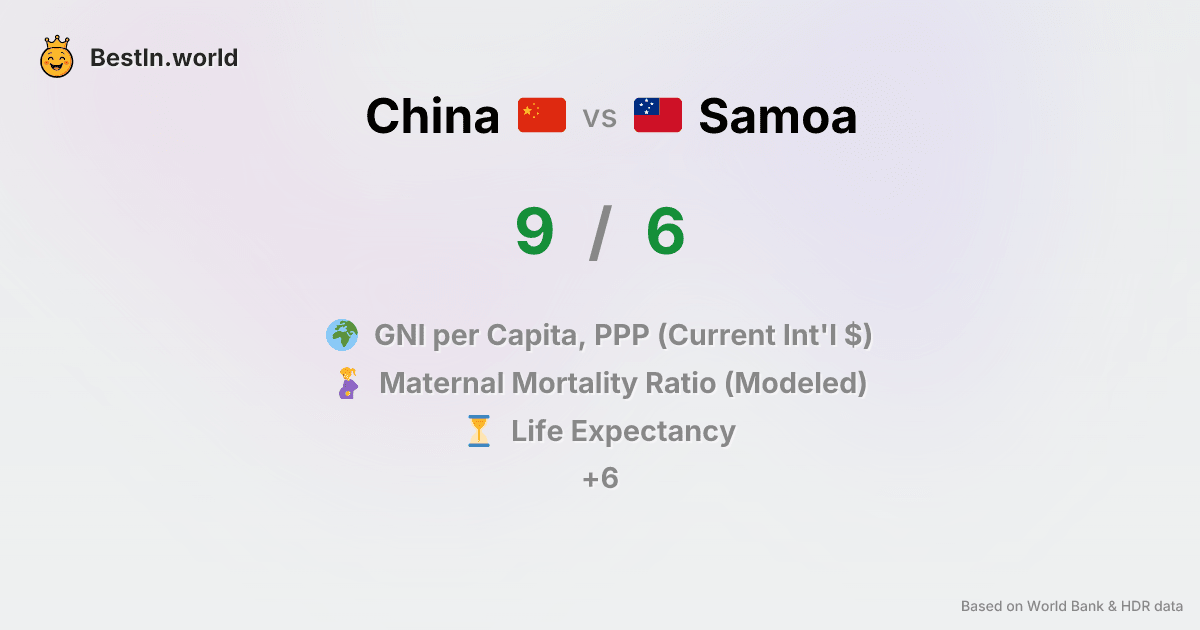 BestIn.world
China vs Samoa
9 / 6
GNI per Capita, PPP (Current Int'l $)
Maternal Mortality Ratio (Modeled)
Life Expectancy
+6
Based on World Bank & HDR data